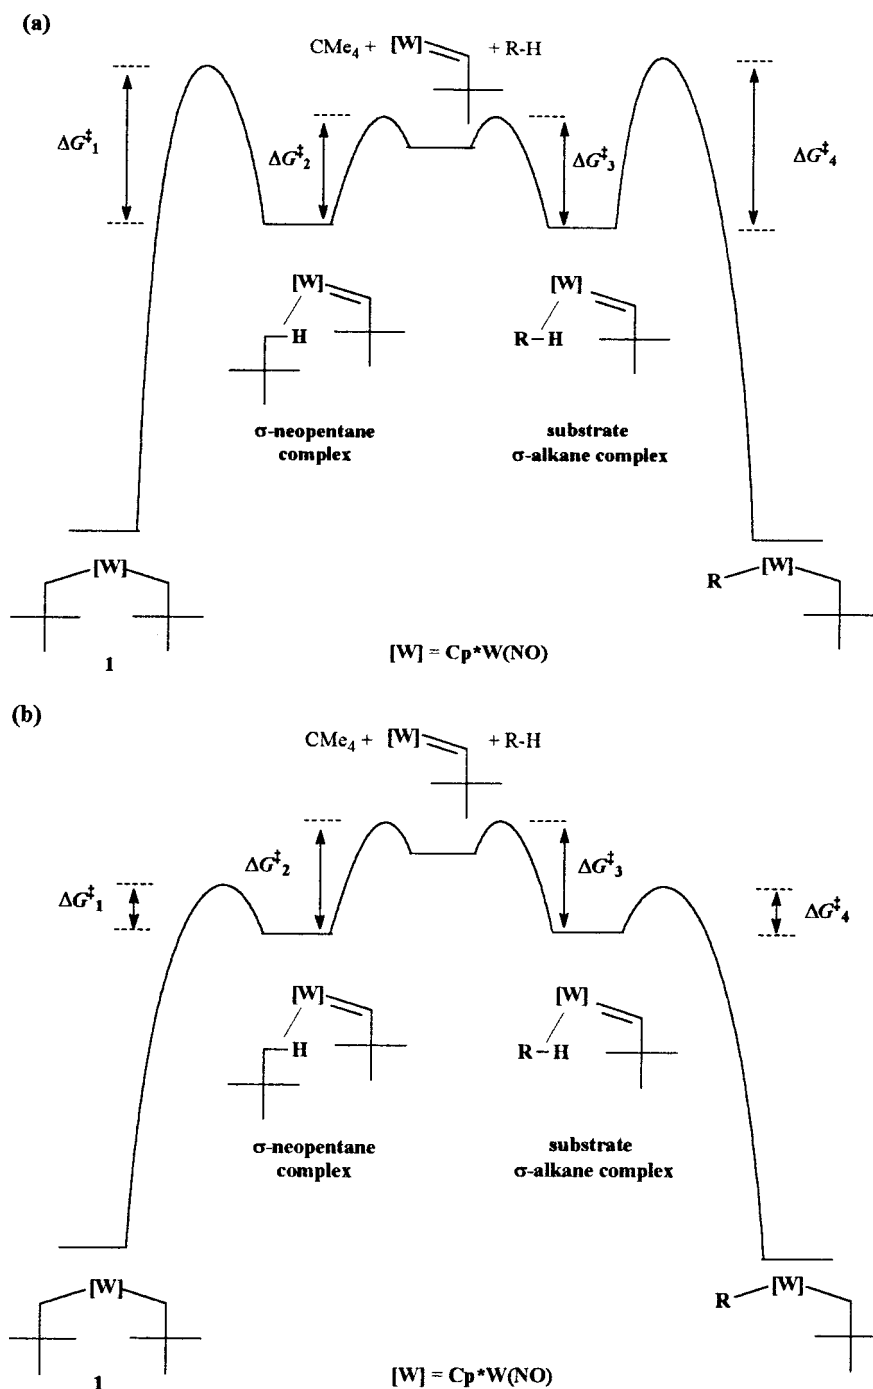 (a)
CMe₄ + [W] + R-H
ΔG‡₁
ΔG‡₂
ΔG‡₃
ΔG‡₄
[W]
H
[W]
R-H
σ-neopentane
complex
substrate
σ-alkane complex
[W]
R [W]
1
[W] = Cp*W(NO)
(b)
CMe₄ + [W] + R-H
ΔG‡₁
ΔG‡₂
ΔG‡₃
ΔG‡₄
[W]
H
[W]
R-H
σ-neopentane
complex
substrate
σ-alkane complex
[W]
R [W]
1
[W] = Cp*W(NO)